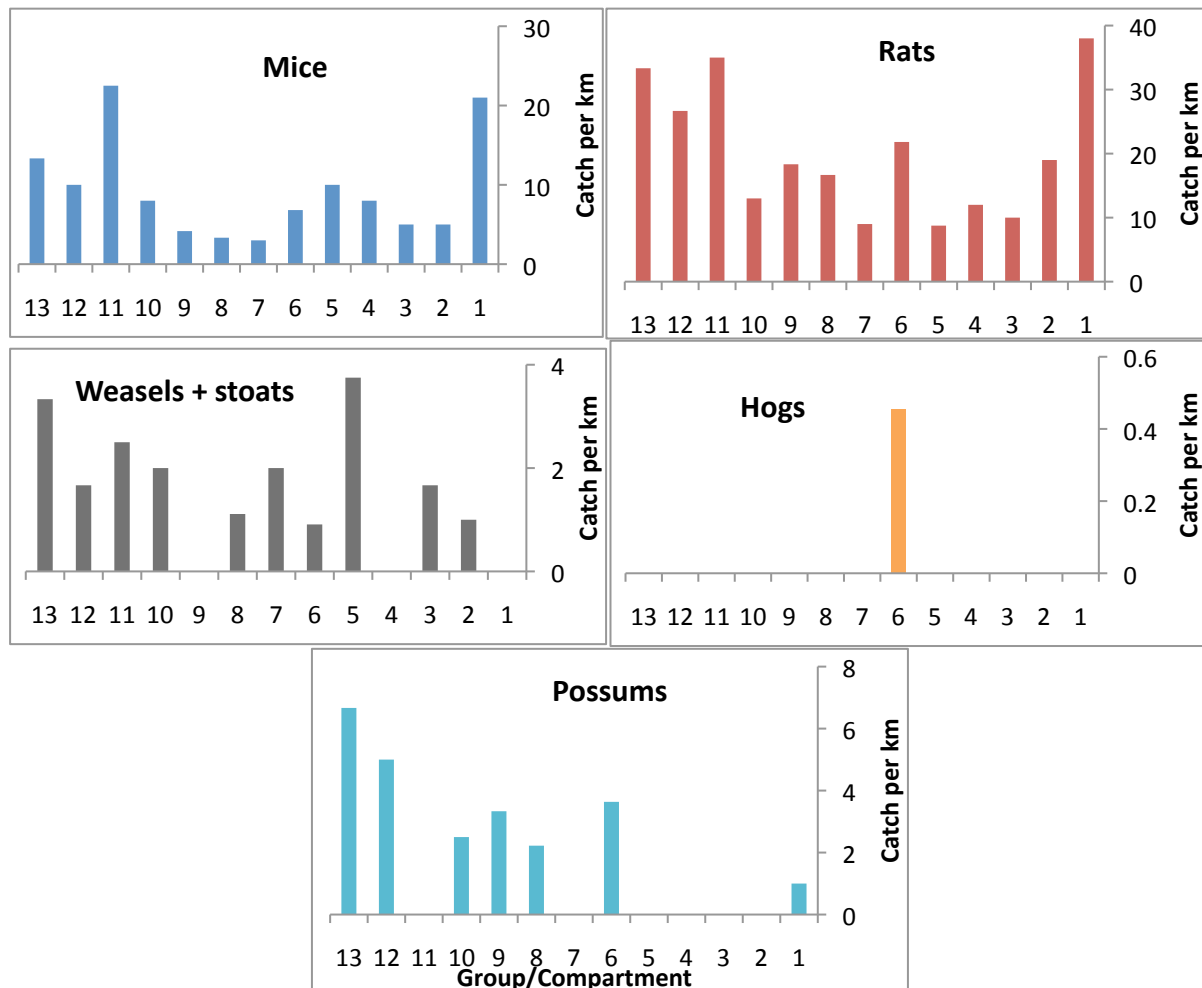 Mice
30
20
10
0
Catch per km
13 12 11 10 9 8 7 6 5 4 3 2 1
Rats
40
30
20
10
0
Catch per km
13 12 11 10 9 8 7 6 5 4 3 2 1
Weasels + stoats
4
2
0
Catch per km
13 12 11 10 9 8 7 6 5 4 3 2 1
Hogs
0.6
0.4
0.2
0
Catch per km
13 12 11 10 9 8 7 6 5 4 3 2 1
Possums
8
6
4
2
0
Catch per km
13 12 11 10 9 8 7 6 5 4 3 2 1
Group/Compartment